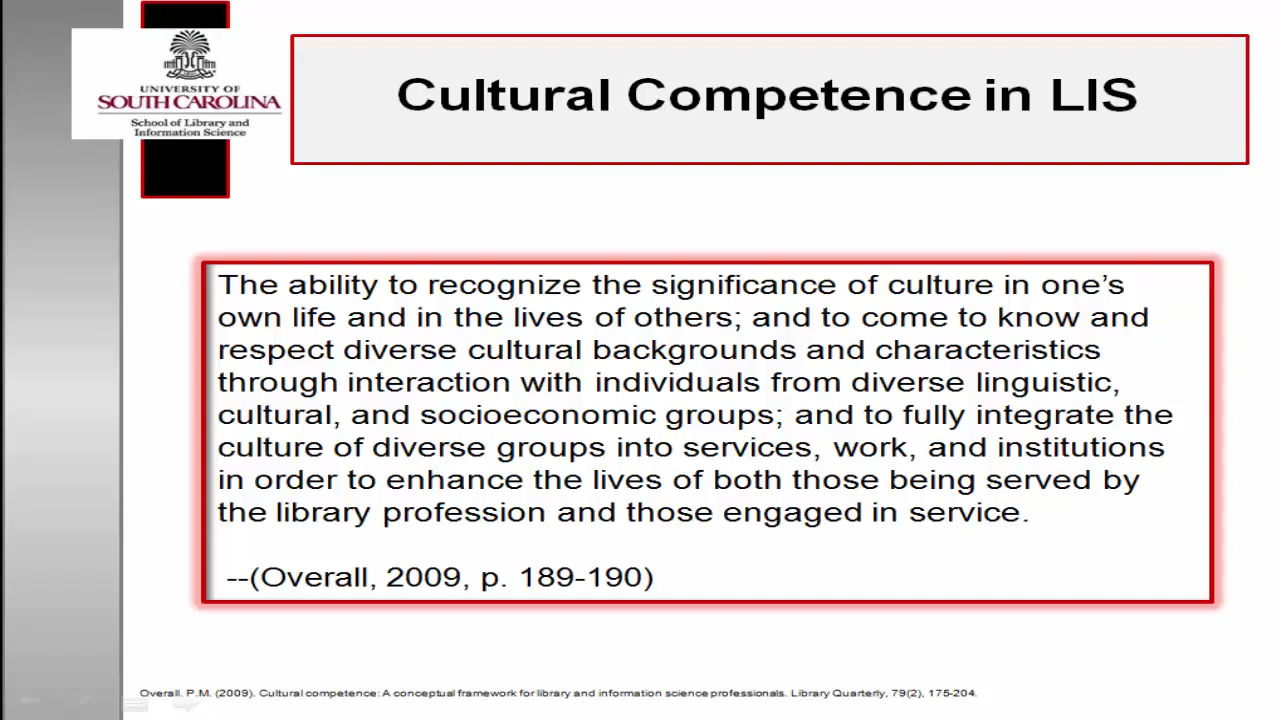 UNIVERSITY OF
SOUTH CAROLINA
School of Library and
Information Science
Cultural Competence in LIS
The ability to recognize the significance of culture in one’s
own life and in the lives of others; and to come to know and
respect diverse cultural backgrounds and characteristics
through interaction with individuals from diverse linguistic,
cultural, and socioeconomic groups; and to fully integrate the
culture of diverse groups into services, work, and institutions
in order to enhance the lives of both those being served by
the library profession and those engaged in service.
--(Overall, 2009, p. 189-190)
Overall, P.M. (2009). Cultural competence: A conceptual framework for library and information science professionals. Library Quarterly, 79(2), 175-204.